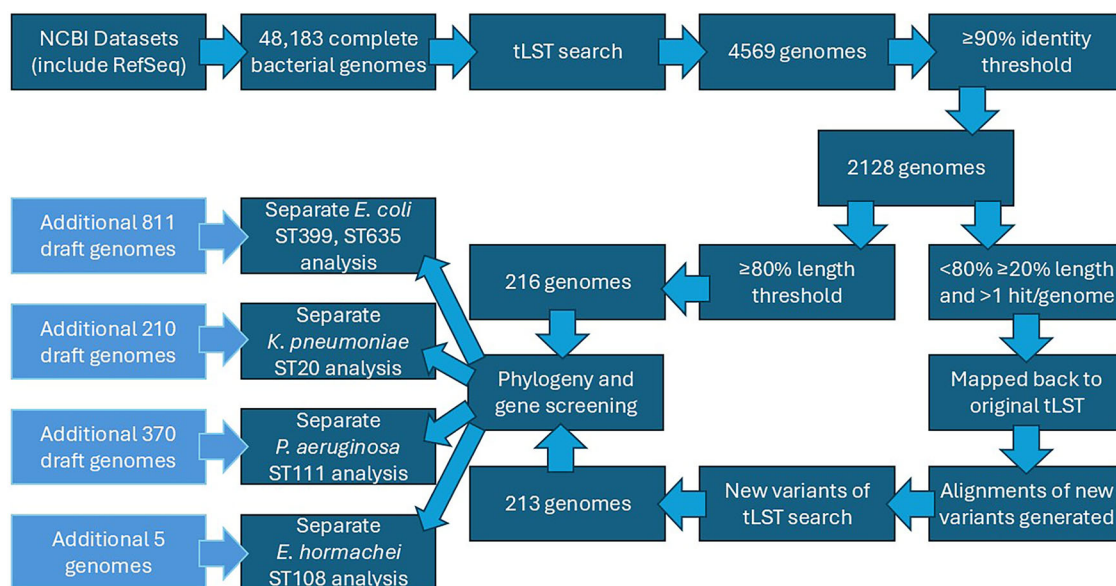 NCBI Datasets
(include RefSeq)
48,183 complete
bacterial genomes
tLST search
4569 genomes
≥90% identity
threshold
2128 genomes
≥80% length
threshold
<80% ≥20% length
and >1 hit/genome
216 genomes
Mapped back to
original tLST
Alignments of new
variants generated
New variants of
tLST search
213 genomes
Phylogeny and
gene screening
Additional 811
draft genomes
Separate E. coli
ST399, ST635
analysis
Additional 210
draft genomes
Separate
K. pneumoniae
ST20 analysis
Additional 370
draft genomes
Separate
P. aeruginosa
ST111 analysis
Additional 5
genomes
Separate
E. hormachei
ST108 analysis